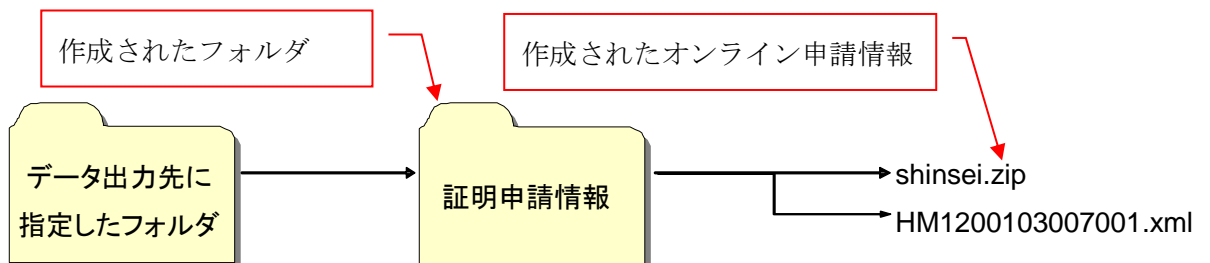 作成されたフォルダ
作成されたオンライン申請情報
データ出力先に
指定したフォルダ
証明申請情報
shinsei.zip
HM1200103007001.xml